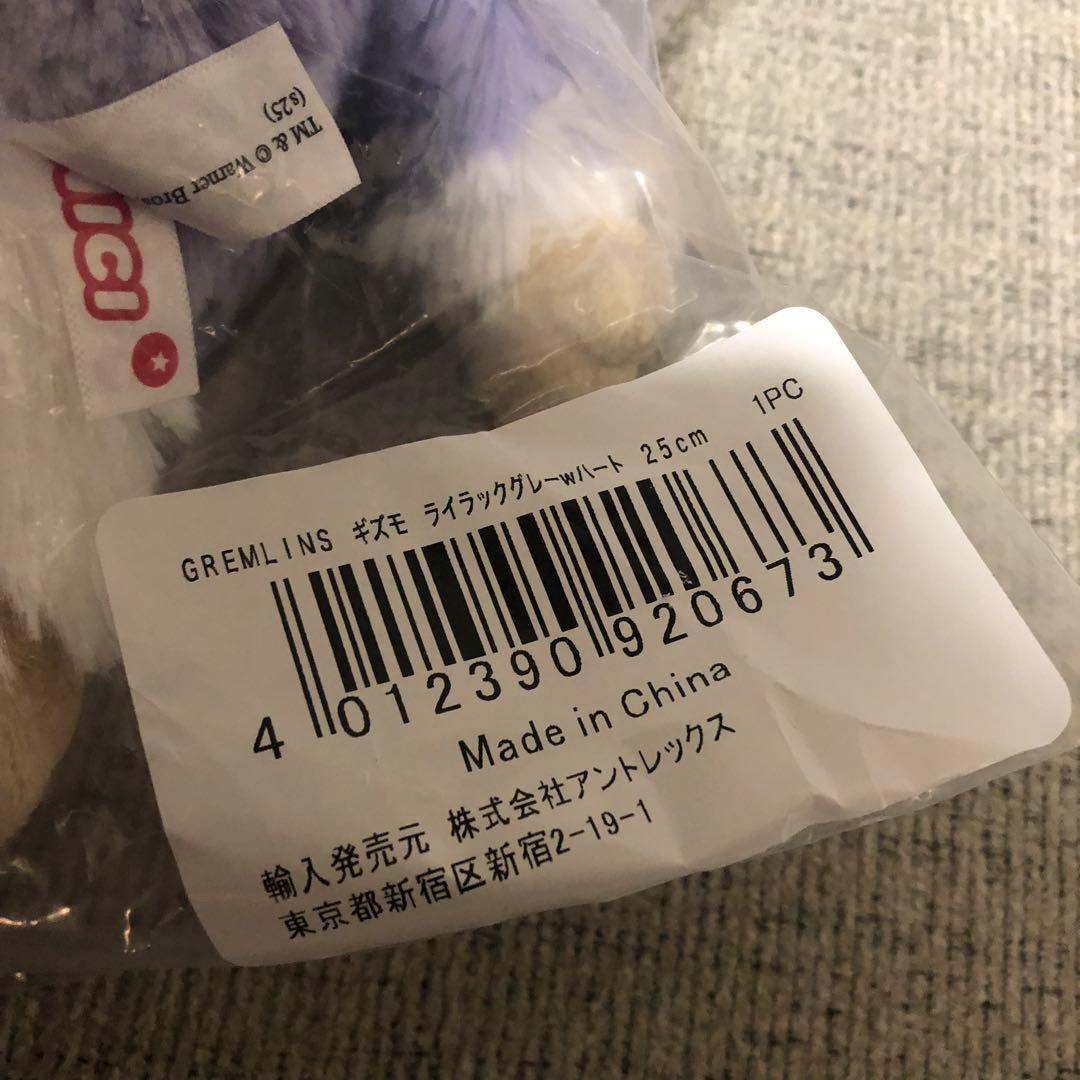 TM & © Warner Bros.
(s25)
GREMLINS ギズモ ライラックグレーwハート 25cm 1PC
4 012390 920673
Made in China
輸入発売元 株式会社アントレックス
東京都新宿区新宿2-19-1